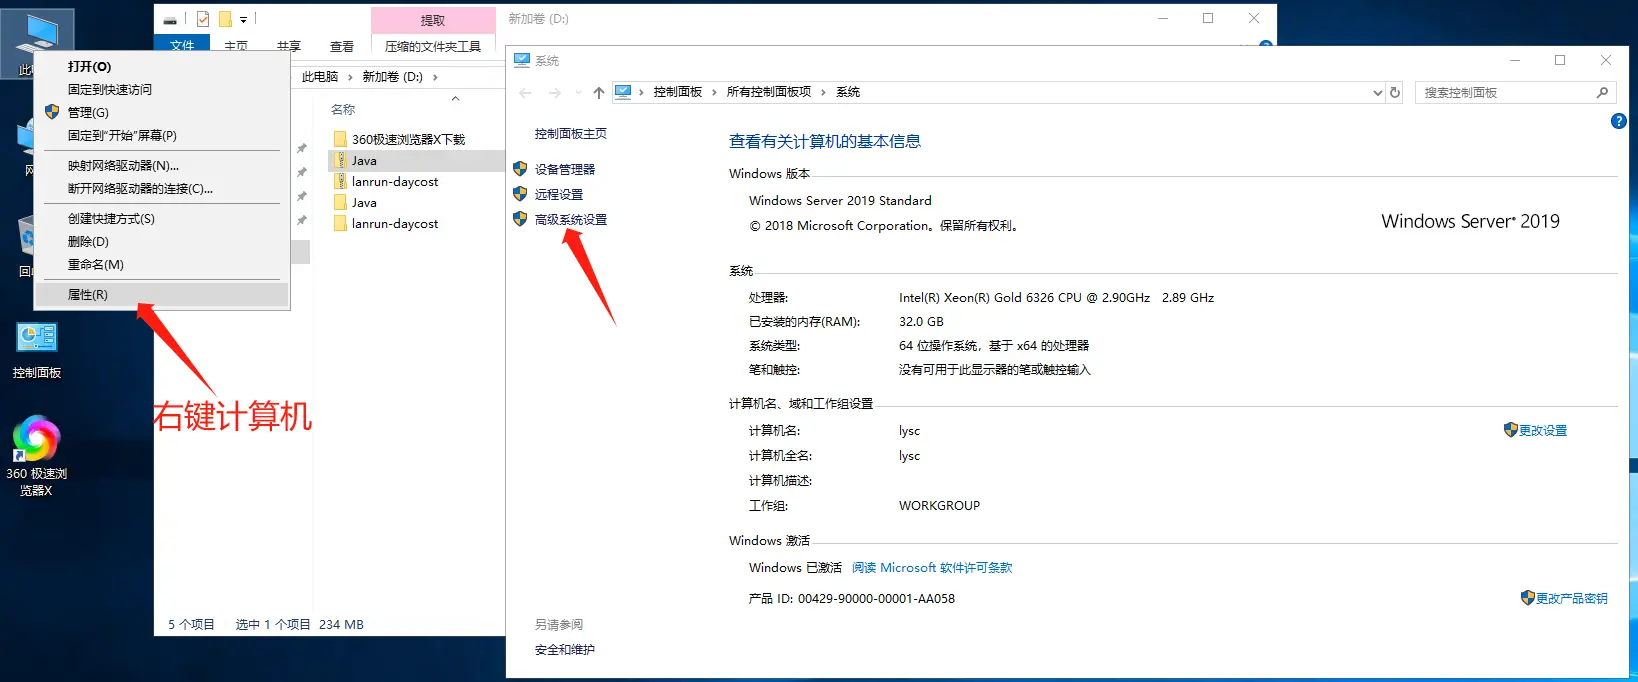 提取
新加卷 (D:)
文件
主页
共享
查看
压缩的文件夹工具
此电脑 › 新加卷 (D:) ›
名称
360极速浏览器X下载
Java
lanrun-daycost
Java
lanrun-daycost
5 个项目 选中 1 个项目 234 MB
打开(O)
固定到快速访问
管理(G)
固定到"开始"屏幕(P)
映射网络驱动器(N)...
断开网络驱动器的连接(C)...
创建快捷方式(S)
删除(D)
重命名(M)
属性(R)
右键计算机
控制面板
360 极速浏
览器X
系统
控制面板 › 所有控制面板项 › 系统
搜索控制面板
控制面板主页
设备管理器
远程设置
高级系统设置
另请参阅
安全和维护
查看有关计算机的基本信息
Windows 版本
Windows Server 2019 Standard
© 2018 Microsoft Corporation。保留所有权利。
Windows Server® 2019
系统
处理器: Intel(R) Xeon(R) Gold 6326 CPU @ 2.90GHz 2.89 GHz
已安装的内存(RAM): 32.0 GB
系统类型: 64 位操作系统，基于 x64 的处理器
笔和触控: 没有可用于此显示器的笔或触控输入
计算机名、域和工作组设置
计算机名: lysc
更改设置
计算机全名: lysc
计算机描述:
工作组: WORKGROUP
Windows 激活
Windows 已激活 阅读 Microsoft 软件许可条款
产品 ID: 00429-90000-00001-AA058
更改产品密钥